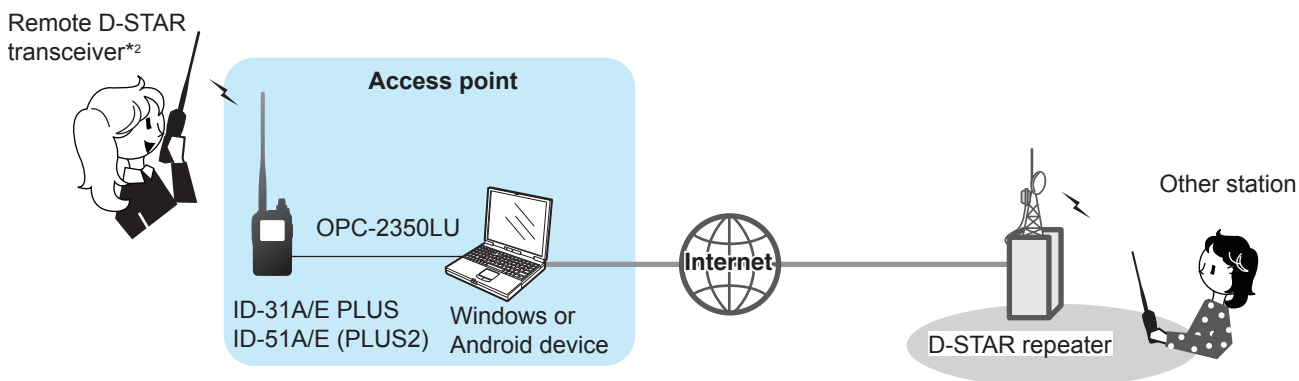 Remote D-STAR
transceiver*2
Access point
OPC-2350LU
ID-31A/E PLUS
ID-51A/E (PLUS2)
Windows or
Android device
Internet
D-STAR repeater
Other station